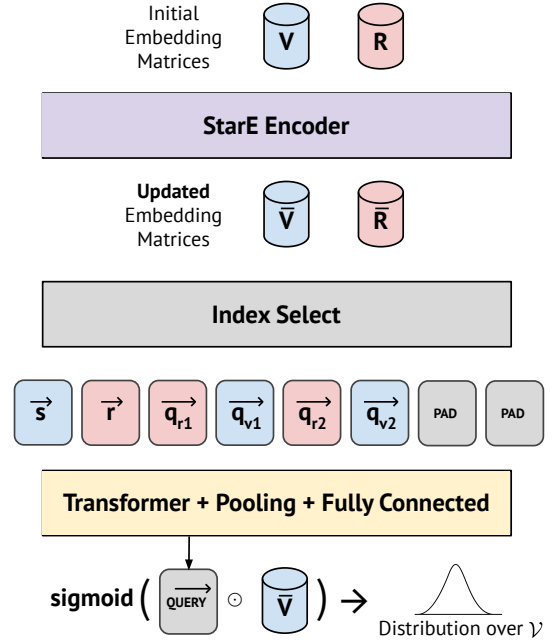 Initial
Embedding
Matrices
V
R
StarE Encoder
Updated
Embedding
Matrices
V̅
R̅
Index Select
s⃗ r⃗ q⃗r1 q⃗v1 q⃗r2 q⃗v2 PAD PAD
Transformer + Pooling + Fully Connected
sigmoid ( QUERY ⊙ V̅ ) →
Distribution over 𝒱